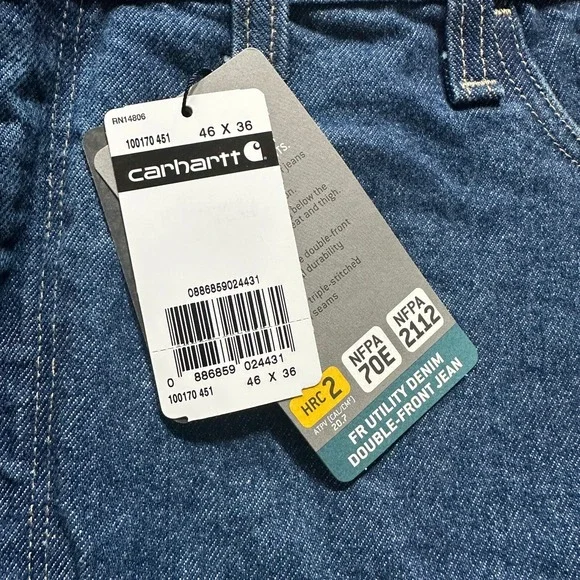 RN14806
100170 451 46 X 36
carhartt
0886859024431
0 886859 024431
100170 451 46 X 36
jeans
below the
and thigh.
double-front
durability
triple-stitched
seams
HRC 2
NFPA
70E
NFPA
2112
ATPV (CAL/CM²)
20.7
FR UTILITY DENIM
DOUBLE-FRONT JEAN